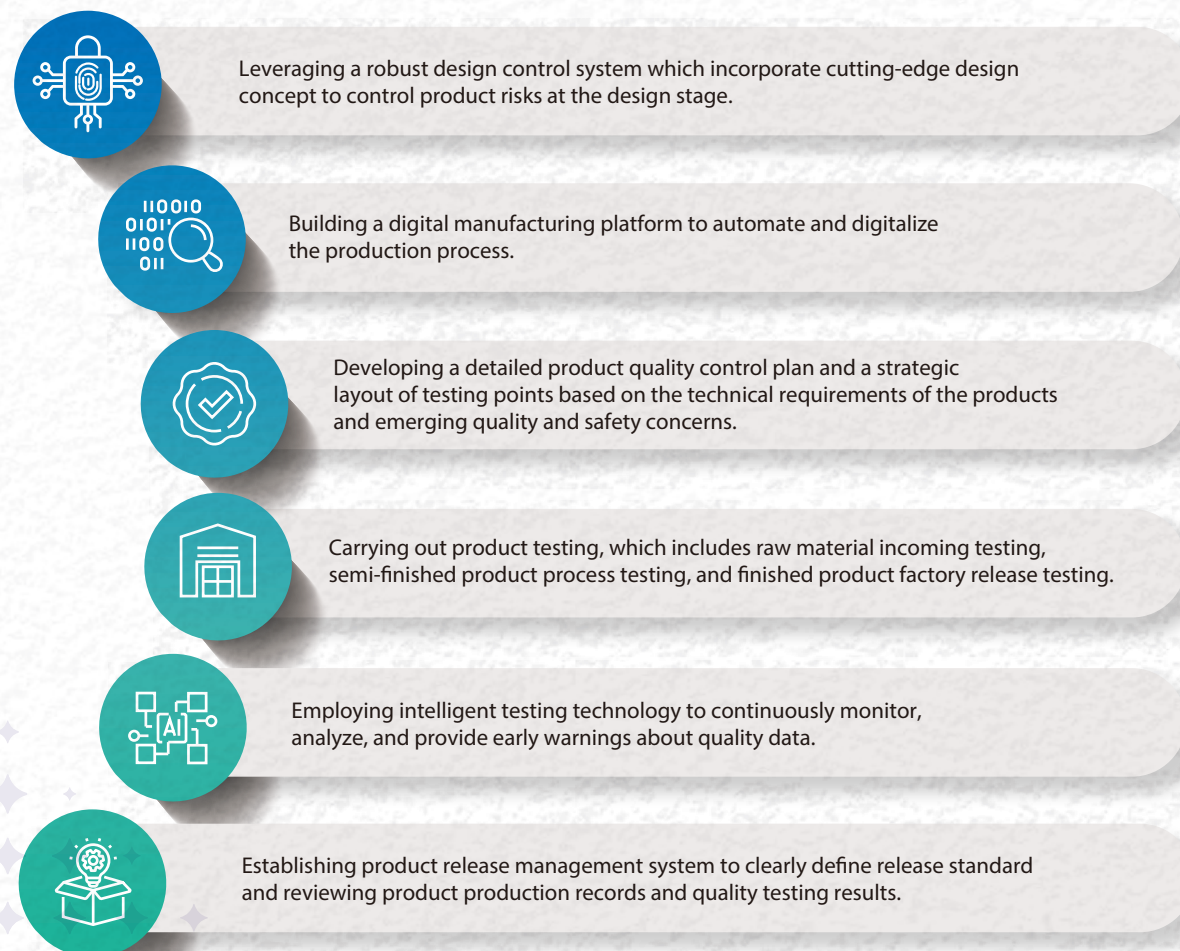 Leveraging a robust design control system which incorporate cutting-edge design
concept to control product risks at the design stage.
110010
0101
1100
011
Building a digital manufacturing platform to automate and digitalize
the production process.
Developing a detailed product quality control plan and a strategic
layout of testing points based on the technical requirements of the products
and emerging quality and safety concerns.
Carrying out product testing, which includes raw material incoming testing,
semi-finished product process testing, and finished product factory release testing.
AI
Employing intelligent testing technology to continuously monitor,
analyze, and provide early warnings about quality data.
Establishing product release management system to clearly define release standard
and reviewing product production records and quality testing results.